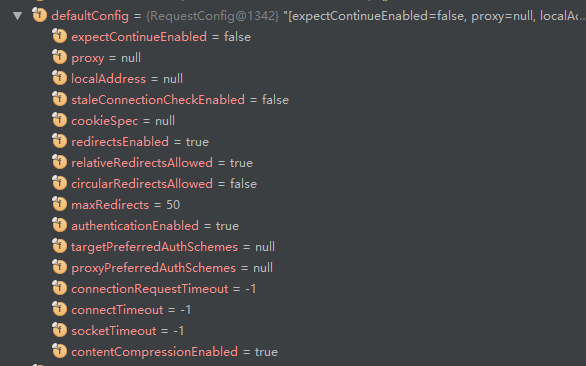 defaultConfig = {RequestConfig@1342} "[expectContinueEnabled=false, proxy=null, localAc...
expectContinueEnabled = false
proxy = null
localAddress = null
staleConnectionCheckEnabled = false
cookieSpec = null
redirectsEnabled = true
relativeRedirectsAllowed = true
circularRedirectsAllowed = false
maxRedirects = 50
authenticationEnabled = true
targetPreferredAuthSchemes = null
proxyPreferredAuthSchemes = null
connectionRequestTimeout = -1
connectTimeout = -1
socketTimeout = -1
contentCompressionEnabled = true